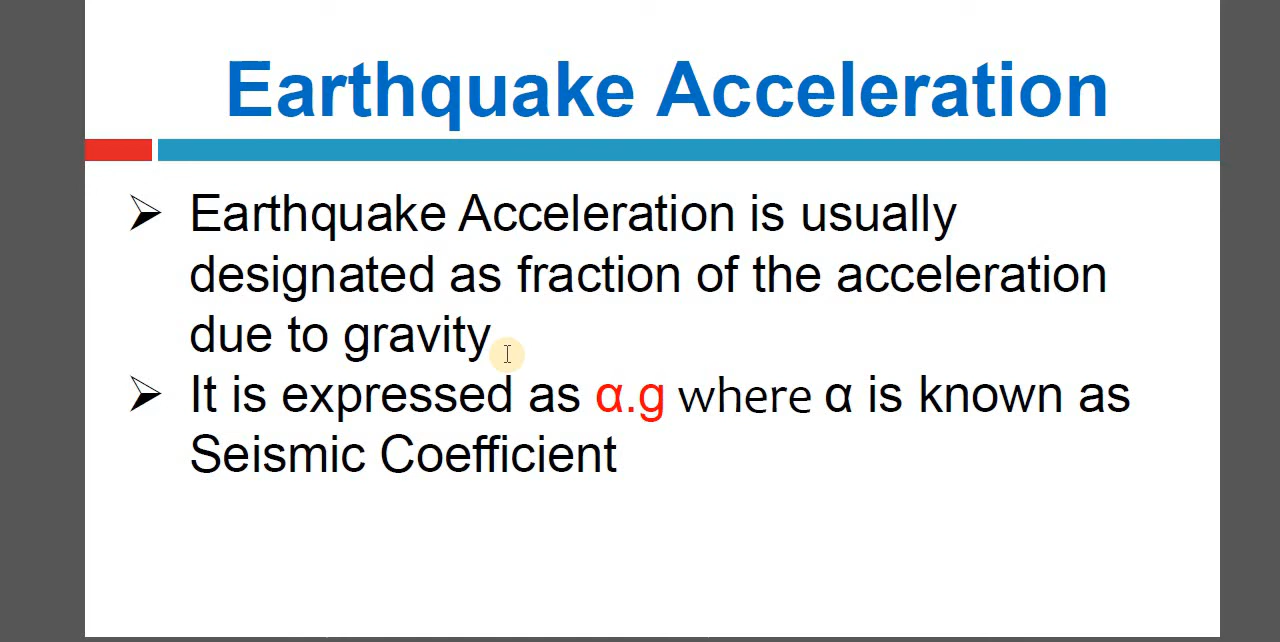 Earthquake Acceleration
➢ Earthquake Acceleration is usually
designated as fraction of the acceleration
due to gravity
➢ It is expressed as α.g where α is known as
Seismic Coefficient